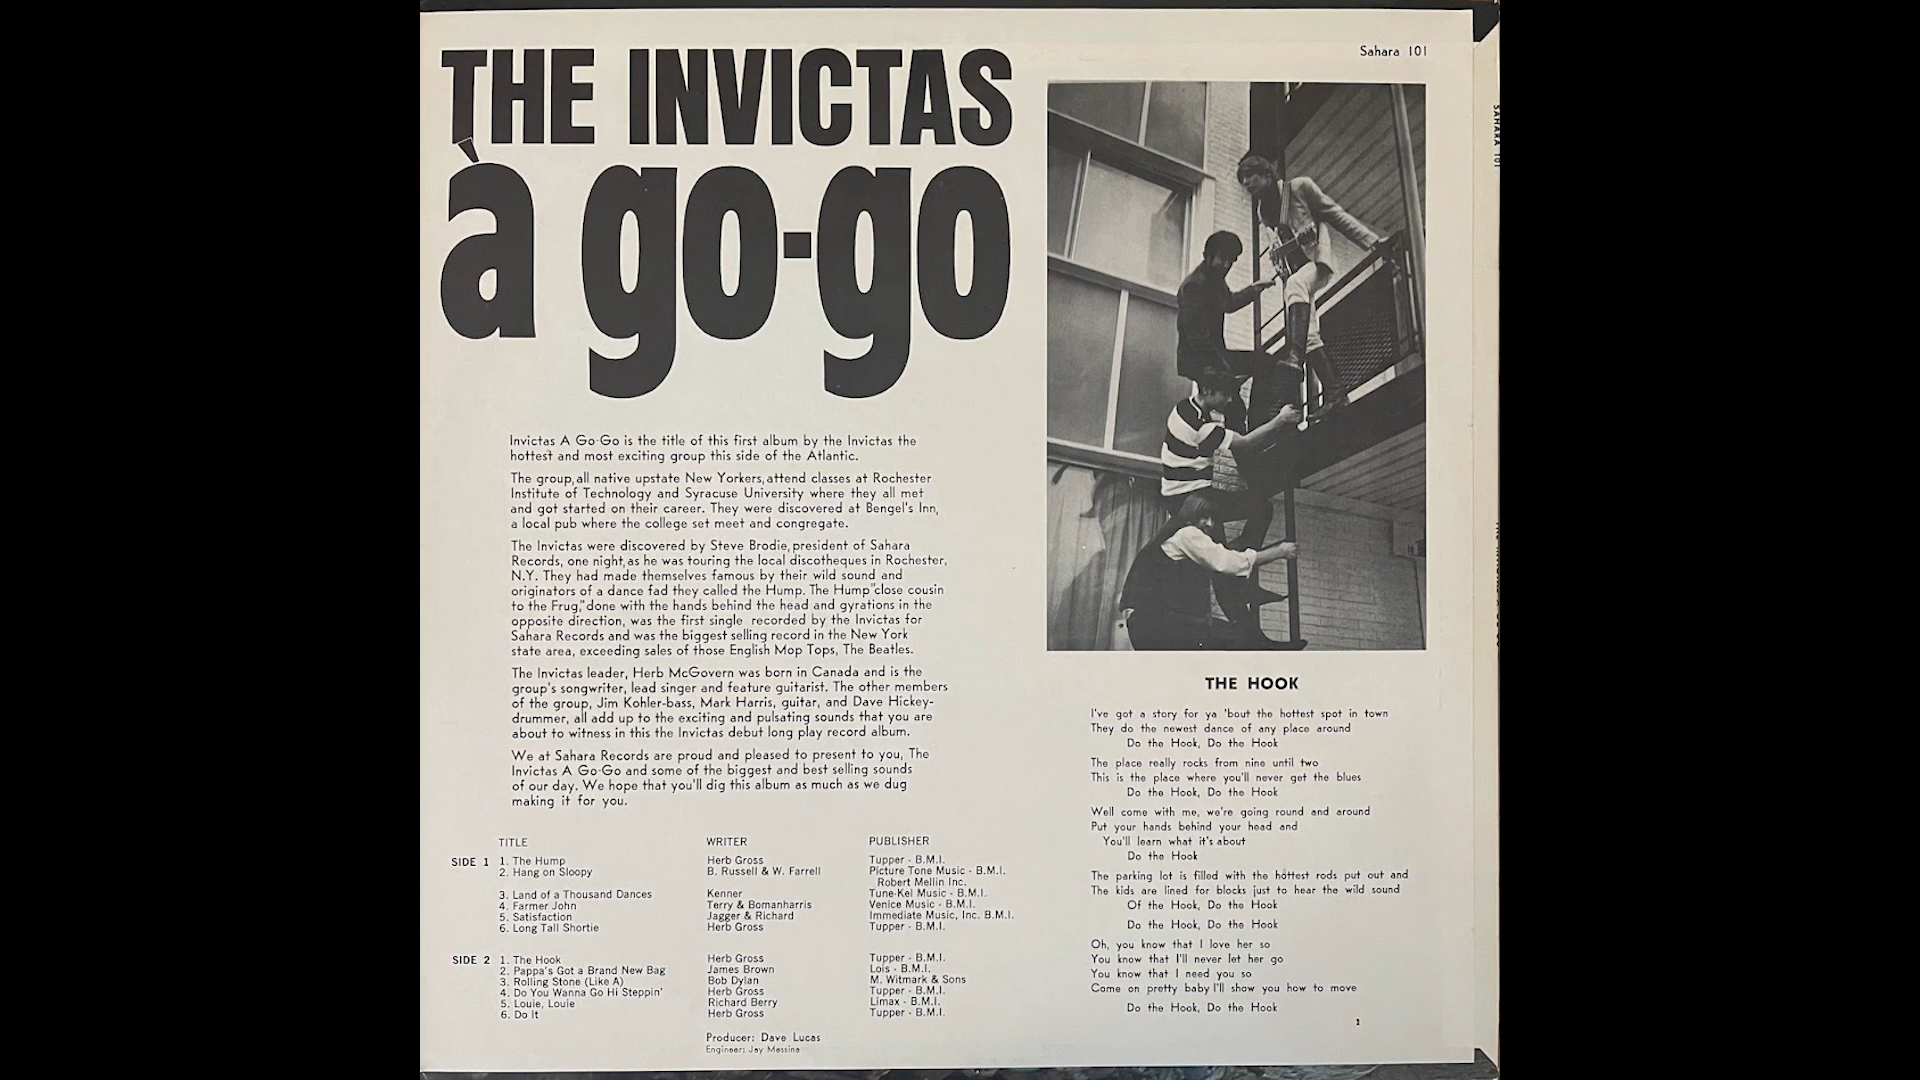 THE INVICTAS
à go-go
Sahara 101
SAHARA 101
Invictas A Go-Go is the title of this first album by the Invictas the
hottest and most exciting group this side of the Atlantic.
The group, all native upstate New Yorkers, attend classes at Rochester
Institute of Technology and Syracuse University where they all met
and got started on their career. They were discovered at Bengel's Inn,
a local pub where the college set meet and congregate.
The Invictas were discovered by Steve Brodie, president of Sahara
Records, one night, as he was touring the local discotheques in Rochester,
N.Y. They had made themselves famous by their wild sound and
originators of a dance fad they called the Hump. The Hump "close cousin
to the Frug," done with the hands behind the head and gyrations in the
opposite direction, was the first single recorded by the Invictas for
Sahara Records and was the biggest selling record in the New York
state area, exceeding sales of those English Mop Tops, The Beatles.
The Invictas leader, Herb McGovern was born in Canada and is the
group's songwriter, lead singer and feature guitarist. The other members
of the group, Jim Kohler-bass, Mark Harris, guitar, and Dave Hickey-
drummer, all add up to the exciting and pulsating sounds that you are
about to witness in this the Invictas debut long play record album.
We at Sahara Records are proud and pleased to present to you, The
Invictas A Go-Go and some of the biggest and best selling sounds
of our day. We hope that you'll dig this album as much as we dug
making it for you.
TITLE WRITER PUBLISHER
SIDE 1 1. The Hump Herb Gross Tupper - B.M.I.
2. Hang on Sloopy B. Russell & W. Farrell Picture Tone Music - B.M.I.
Robert Mellin Inc.
3. Land of a Thousand Dances Kenner Tune-Kel Music - B.M.I.
4. Farmer John Terry & Bomanharris Venice Music - B.M.I.
5. Satisfaction Jagger & Richard Immediate Music, Inc. B.M.I.
6. Long Tall Shortie Herb Gross Tupper - B.M.I.
SIDE 2 1. The Hook Herb Gross Tupper - B.M.I.
2. Pappa's Got a Brand New Bag James Brown Lois - B.M.I.
3. Rolling Stone (Like A) Bob Dylan M. Witmark & Sons
4. Do You Wanna Go Hi Steppin' Herb Gross Tupper - B.M.I.
5. Louie, Louie Richard Berry Limax - B.M.I.
6. Do It Herb Gross Tupper - B.M.I.
Producer: Dave Lucas
Engineer: Jay Messina
THE HOOK
I've got a story for ya 'bout the hottest spot in town
They do the newest dance of any place around
Do the Hook, Do the Hook
The place really rocks from nine until two
This is the place where you'll never get the blues
Do the Hook, Do the Hook
Well come with me, we're going round and around
Put your hands behind your head and
You'll learn what it's about
Do the Hook
The parking lot is filled with the hottest rods put out and
The kids are lined for blocks just to hear the wild sound
Of the Hook, Do the Hook
Do the Hook, Do the Hook
Oh, you know that I love her so
You know that I'll never let her go
You know that I need you so
Come on pretty baby I'll show you how to move
Do the Hook, Do the Hook